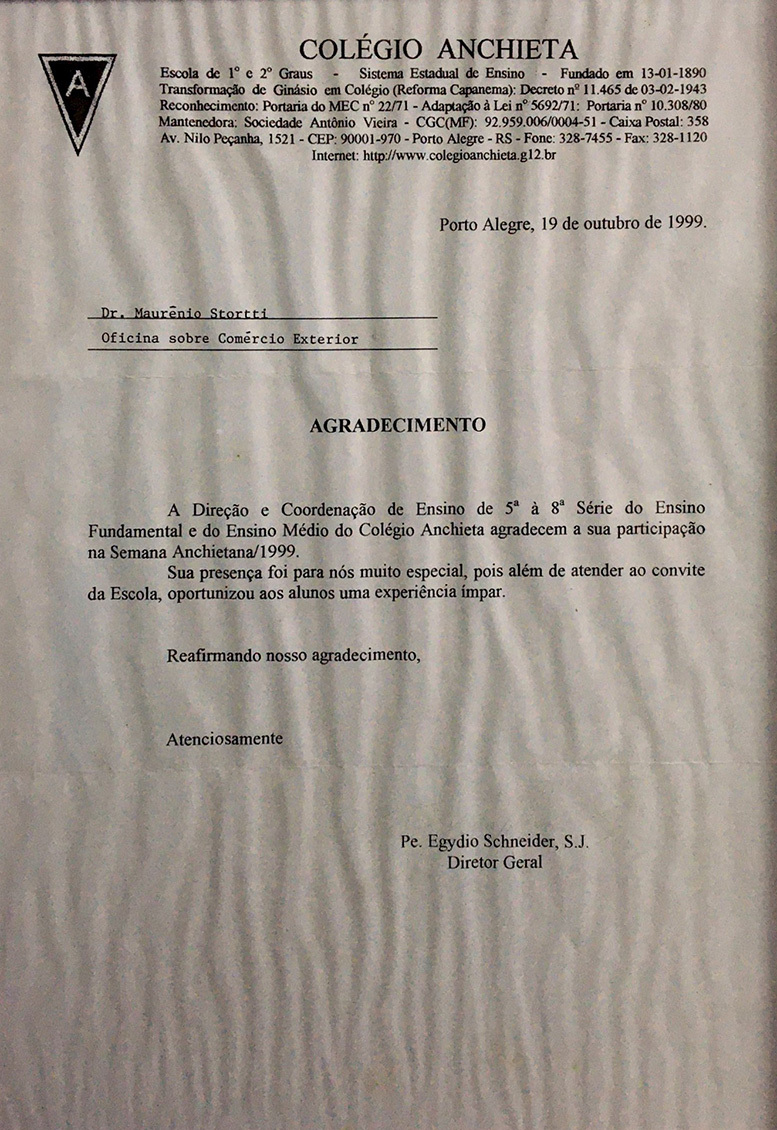 A
COLÉGIO ANCHIETA
Escola de 1º e 2º Graus - Sistema Estadual de Ensino - Fundado em 13-01-1890
Transformação de Ginásio em Colégio (Reforma Capanema): Decreto nº 11.465 de 03-02-1943
Reconhecimento: Portaria do MEC nº 22/71 - Adaptação à Lei nº 5692/71: Portaria nº 10.308/80
Mantenedora: Sociedade Antônio Vieira - CGC(MF): 92.959.006/0004-51 - Caixa Postal: 358
Av. Nilo Peçanha, 1521 - CEP: 90001-970 - Porto Alegre - RS - Fone: 328-7455 - Fax: 328-1120
Internet: http://www.colegioanchieta.g12.br
Porto Alegre, 19 de outubro de 1999.
Dr. Maurênio Stortti
Oficina sobre Comércio Exterior
AGRADECIMENTO
A Direção e Coordenação de Ensino de 5ª à 8ª Série do Ensino
Fundamental e do Ensino Médio do Colégio Anchieta agradecem a sua participação
na Semana Anchietana/1999.
Sua presença foi para nós muito especial, pois além de atender ao convite
da Escola, oportunizou aos alunos uma experiência ímpar.
Reafirmando nosso agradecimento,
Atenciosamente
Pe. Egydio Schneider, S.J.
Diretor Geral